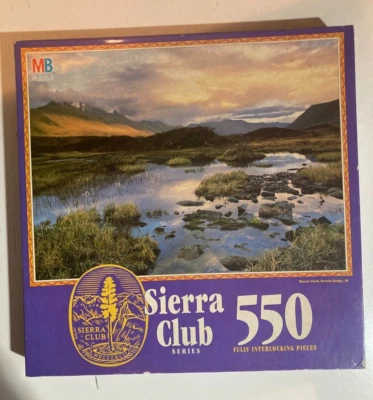 MB
PUZZLE
SIERRA
CLUB
Sierra
Club
SERIES
550
FULLY INTERLOCKING PIECES